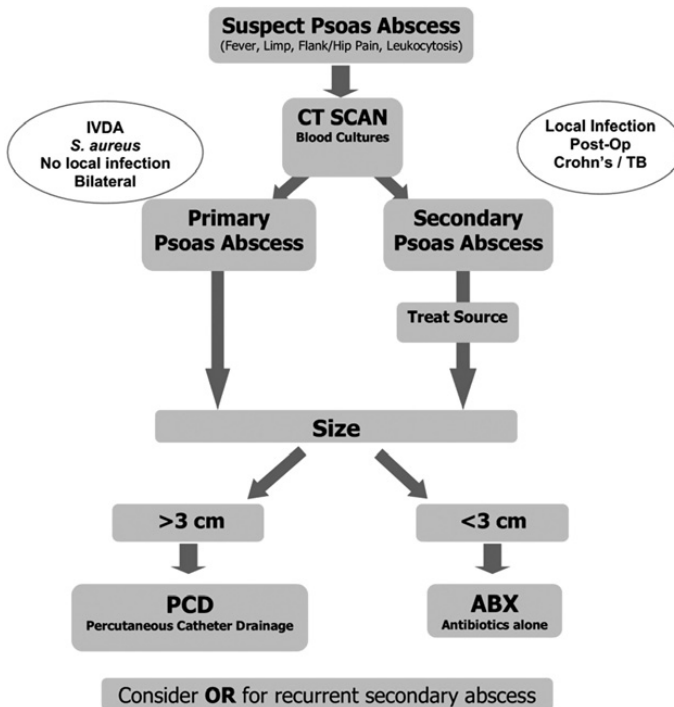 Suspect Psoas Abscess
(Fever, Limp, Flank/Hip Pain, Leukocytosis)
IVDA
S. aureus
No local infection
Bilateral
CT SCAN
Blood Cultures
Local Infection
Post-Op
Crohn's / TB
Primary
Psoas Abscess
Secondary
Psoas Abscess
Treat Source
Size
>3 cm
<3 cm
PCD
Percutaneous Catheter Drainage
ABX
Antibiotics alone
Consider OR for recurrent secondary abscess